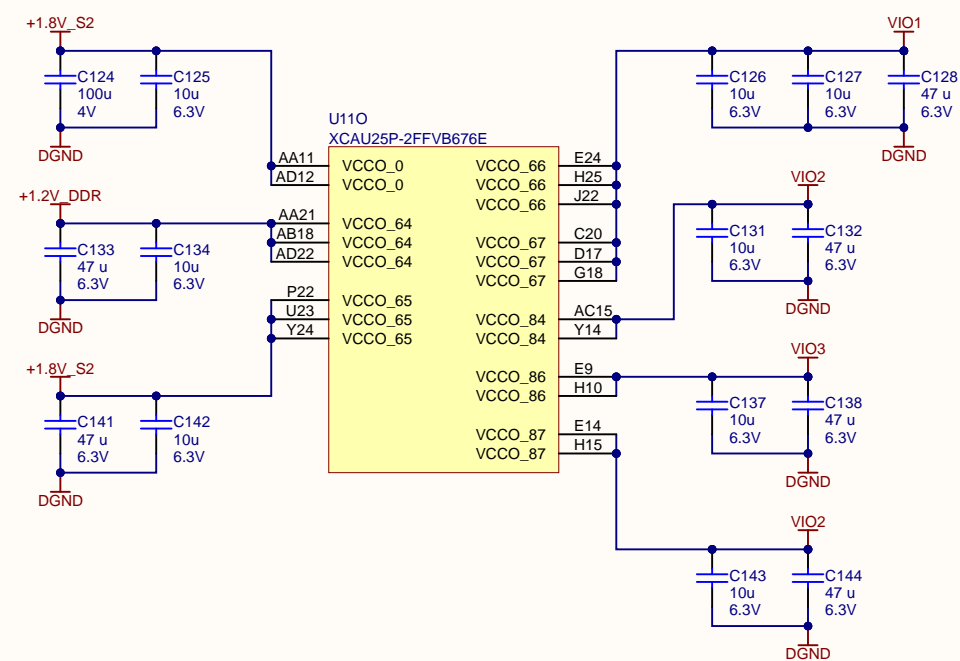 +1.8V_S2
C124
100u
4V
C125
10u
6.3V
DGND
+1.2V_DDR
C133
47 u
6.3V
C134
10u
6.3V
DGND
+1.8V_S2
C141
47 u
6.3V
C142
10u
6.3V
DGND
U11O
XCAU25P-2FFVB676E
AA11 VCCO_0
AD12 VCCO_0
AA21 VCCO_64
AB18 VCCO_64
AD22 VCCO_64
P22 VCCO_65
U23 VCCO_65
Y24 VCCO_65
VCCO_66 E24
VCCO_66 H25
VCCO_66 J22
VCCO_67 C20
VCCO_67 D17
VCCO_67 G18
VCCO_84 AC15
VCCO_84 Y14
VCCO_86 E9
VCCO_86 H10
VCCO_87 E14
VCCO_87 H15
VIO1
C126
10u
6.3V
C127
10u
6.3V
C128
47 u
6.3V
DGND
VIO2
C131
10u
6.3V
C132
47 u
6.3V
DGND
VIO3
C137
10u
6.3V
C138
47 u
6.3V
DGND
VIO2
C143
10u
6.3V
C144
47 u
6.3V
DGND